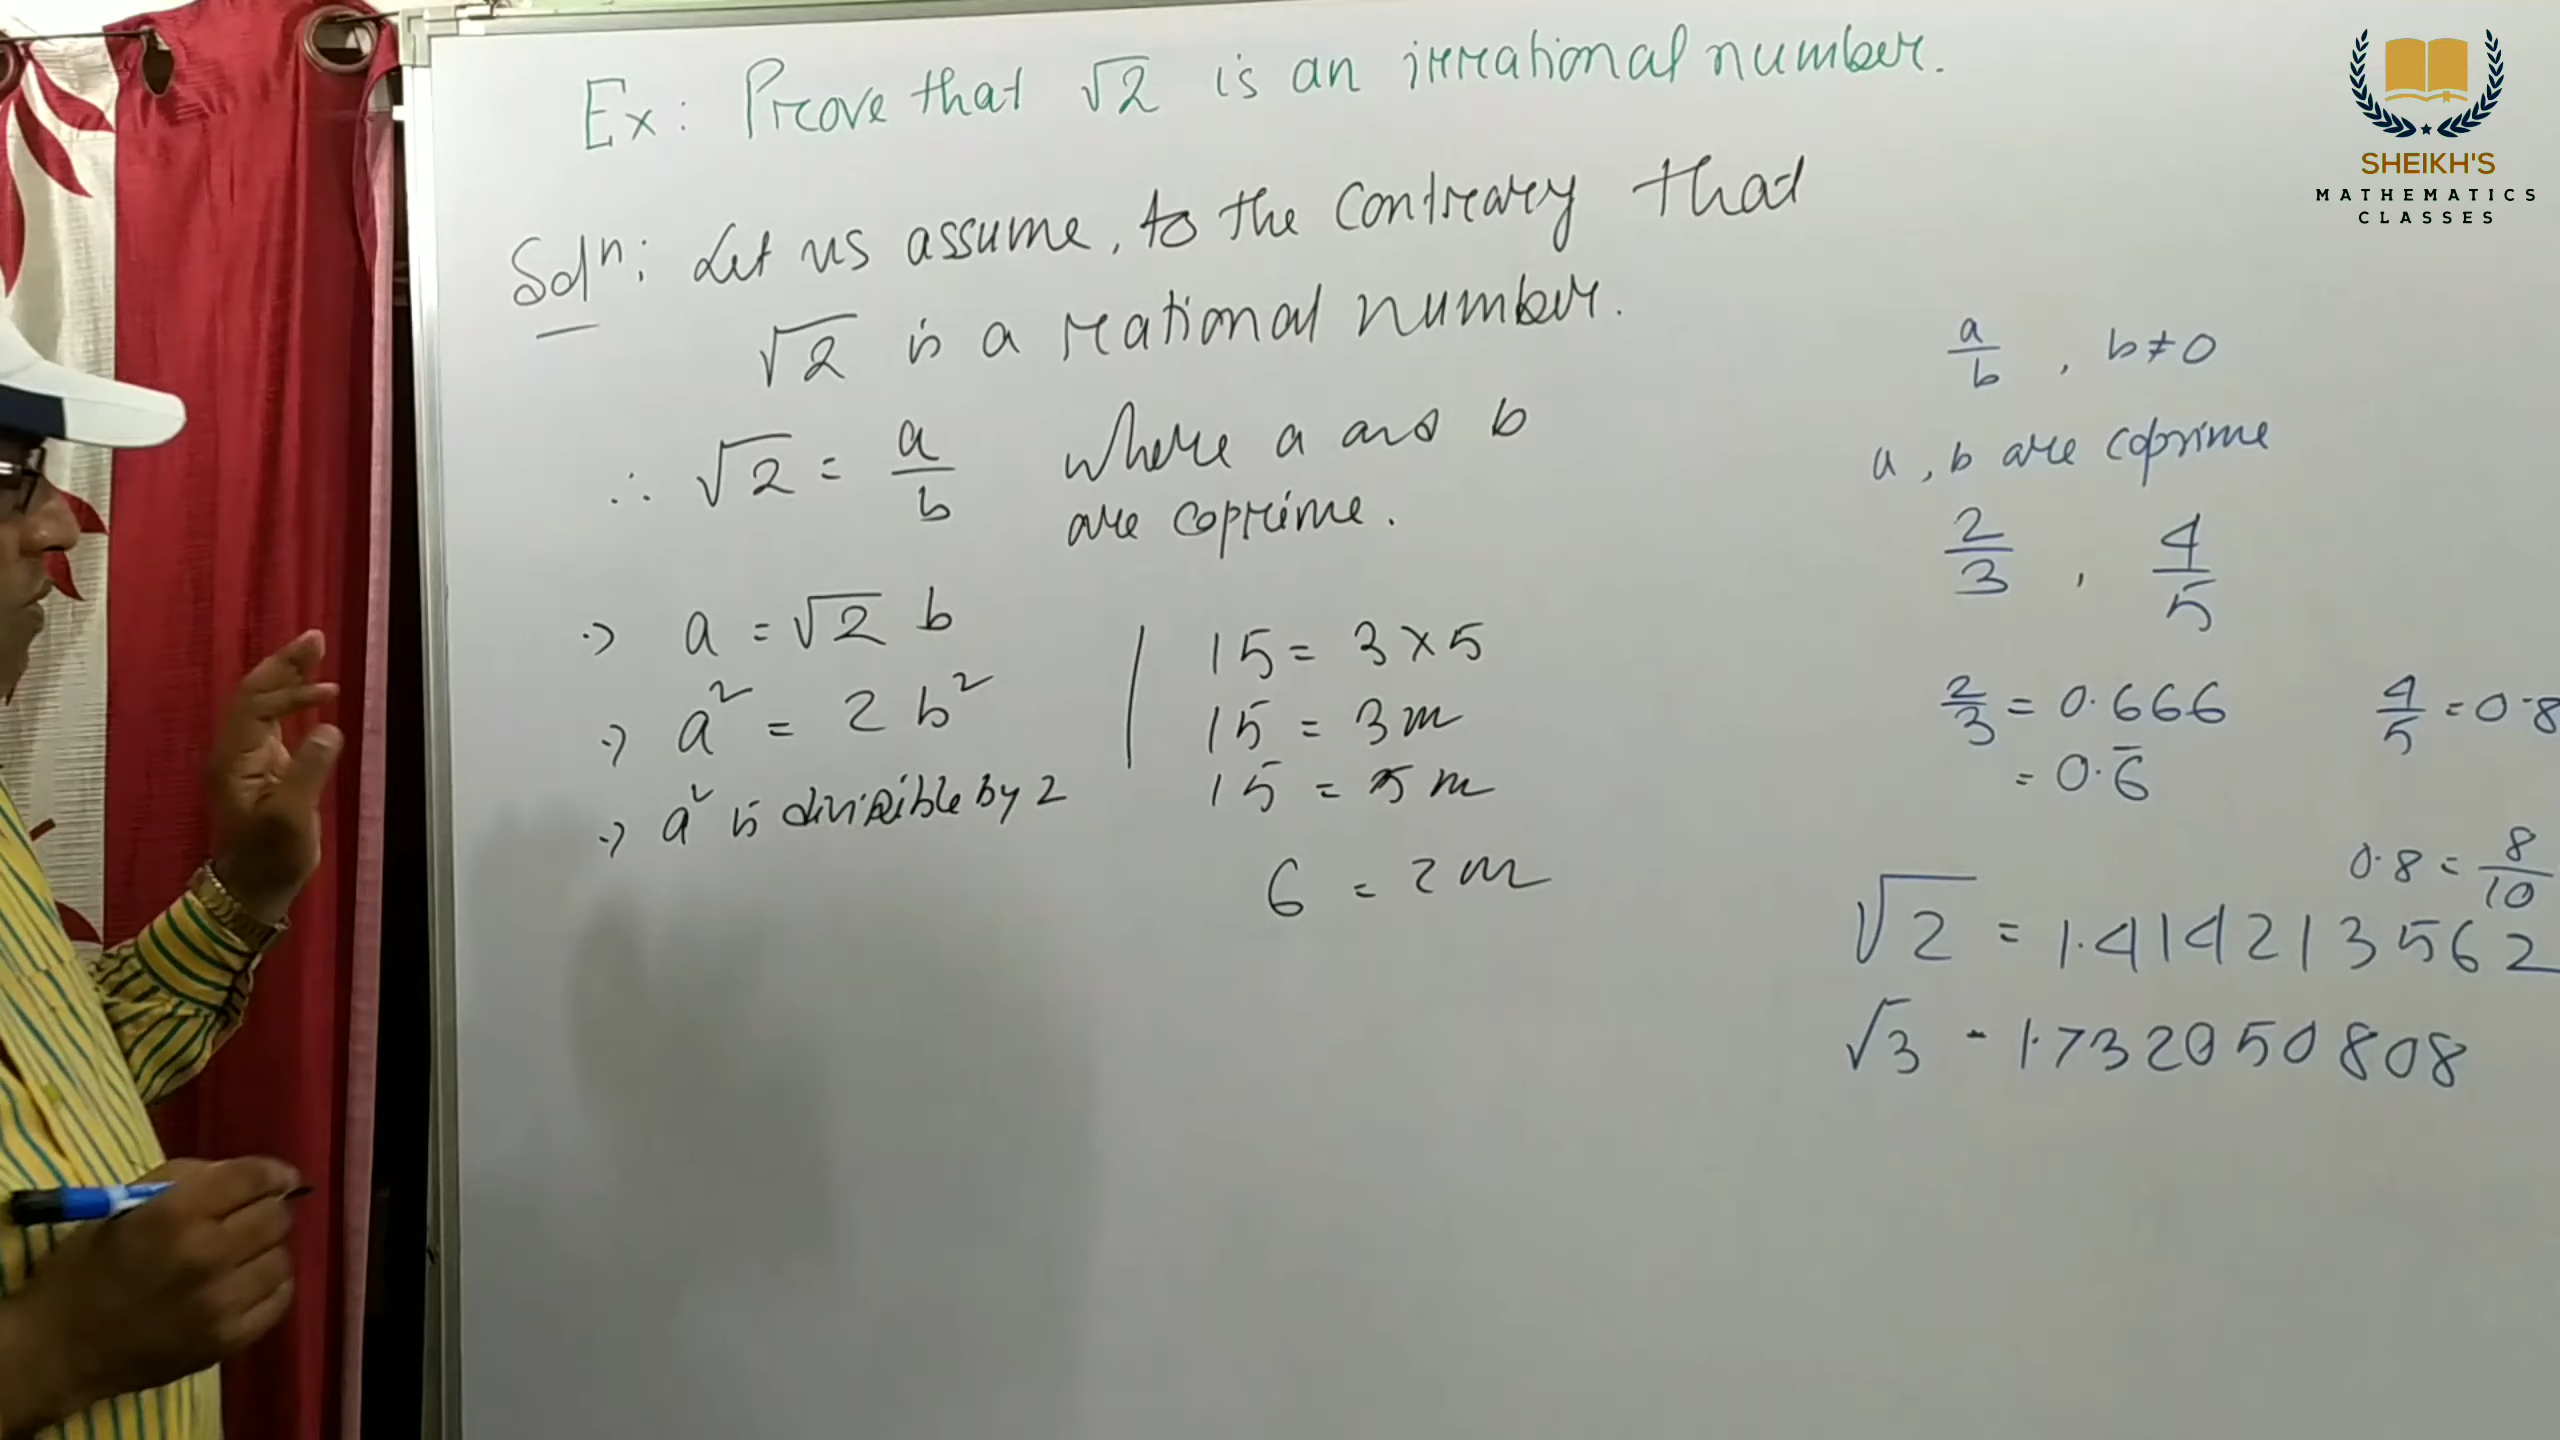 Ex: Prove that √2 is an irrational number.
Solⁿ: Let us assume, to the contrary that
√2 is a rational number.
∴ √2 = a/b where a and b
are coprime.
⇒ a = √2 b
⇒ a² = 2 b²
⇒ a² is divisible by 2
15 = 3 × 5
15 = 3m
15 = 5m
6 = 2m
a/b , b ≠ 0
a , b are coprime
2/3 , 4/5
2/3 = 0.666
= 0.6̅
4/5 = 0.8
0.8 = 8/10
√2 = 1.414213562
√3 - 1.732050808
SHEIKH'S
MATHEMATICS
CLASSES